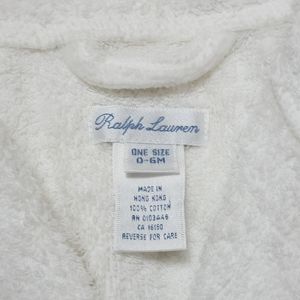 Ralph Lauren
ONE SIZE
0-6M
MADE IN
HONG KONG
100% COTTON
RN 0103449
CA 16150
REVERSE FOR CARE